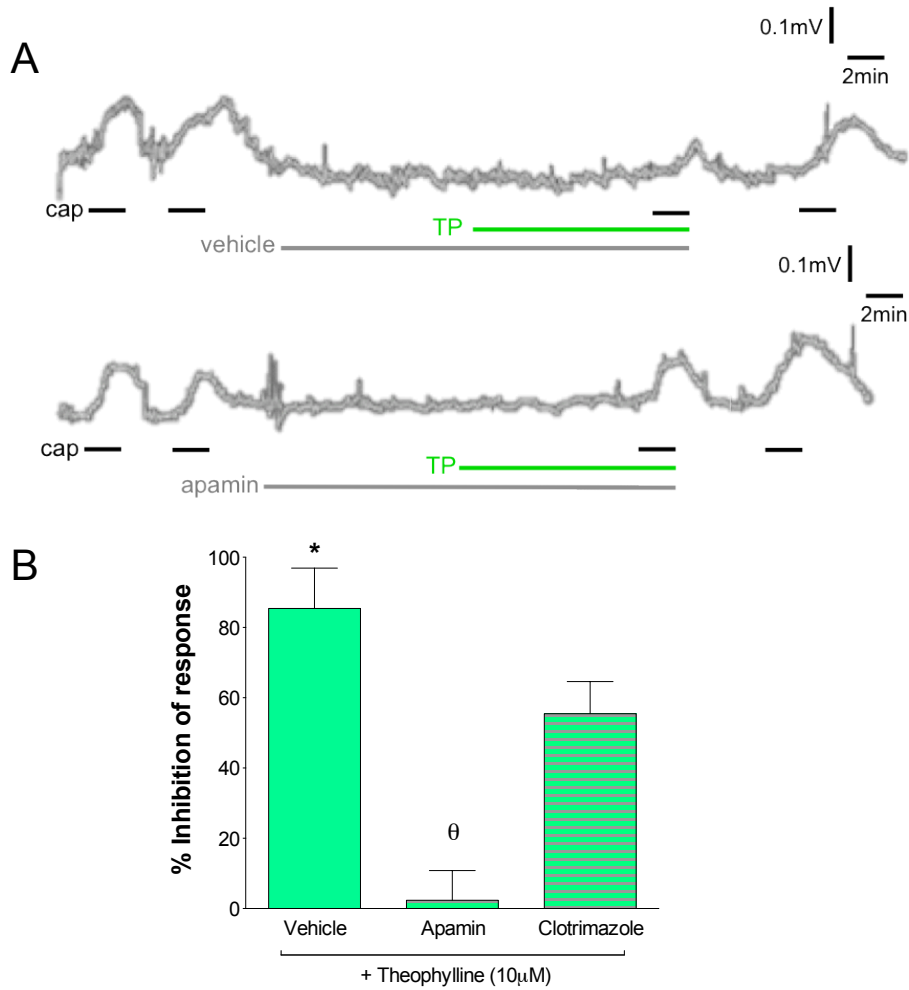 A
0.1mV
2min
cap
TP
vehicle
0.1mV
2min
cap
TP
apamin
B
% Inhibition of response
100
80
60
40
20
0
*
θ
Vehicle Apamin Clotrimazole
+ Theophylline (10μM)